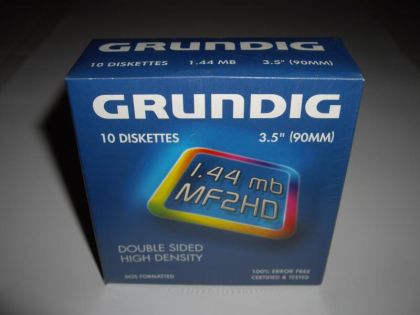 GRUNDIG
10 DISKETTES 1.44 MB 3.5" (90MM)
GRUNDIG
10 DISKETTES 3.5" (90MM)
1.44 mb
MF2HD
DOUBLE SIDED
HIGH DENSITY
DOS FORMATTED
100% ERROR FREE
CERTIFIED & TESTED